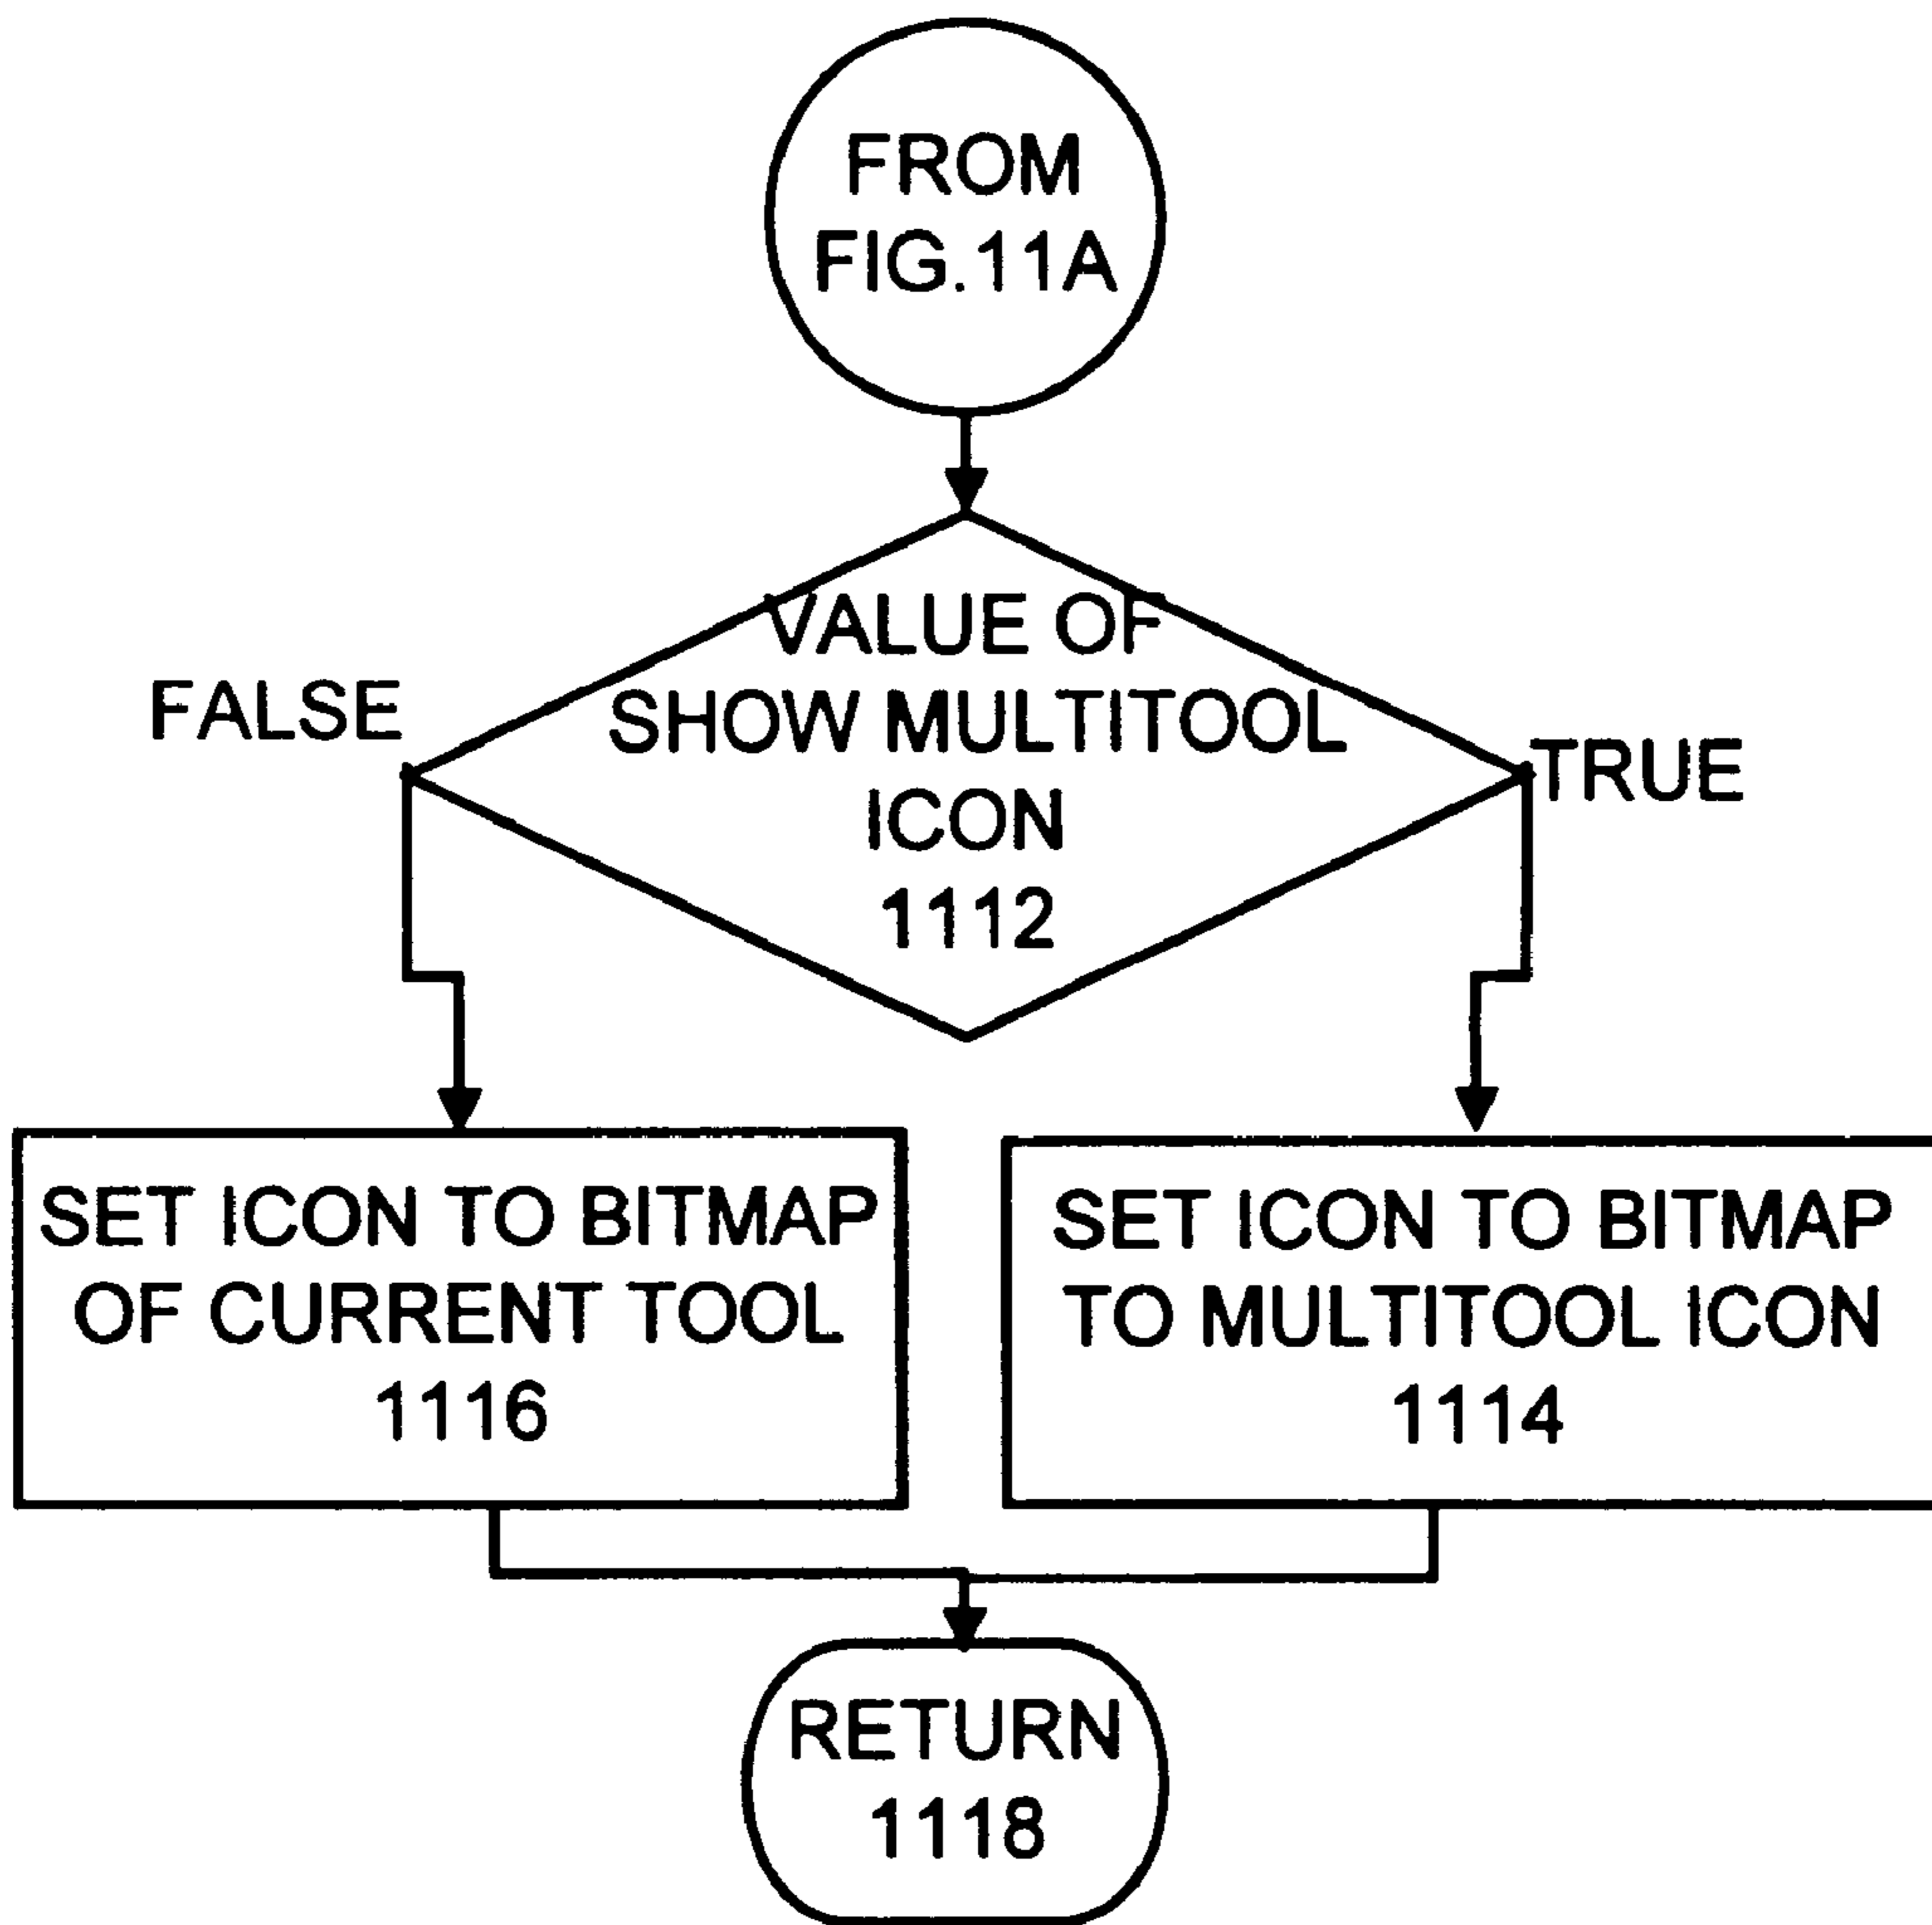 FROM
FIG.11A
VALUE OF
SHOW MULTITOOL
ICON
1112
FALSE
TRUE
SET ICON TO BITMAP
OF CURRENT TOOL
1116
SET ICON TO BITMAP
TO MULTITOOL ICON
1114
RETURN
1118